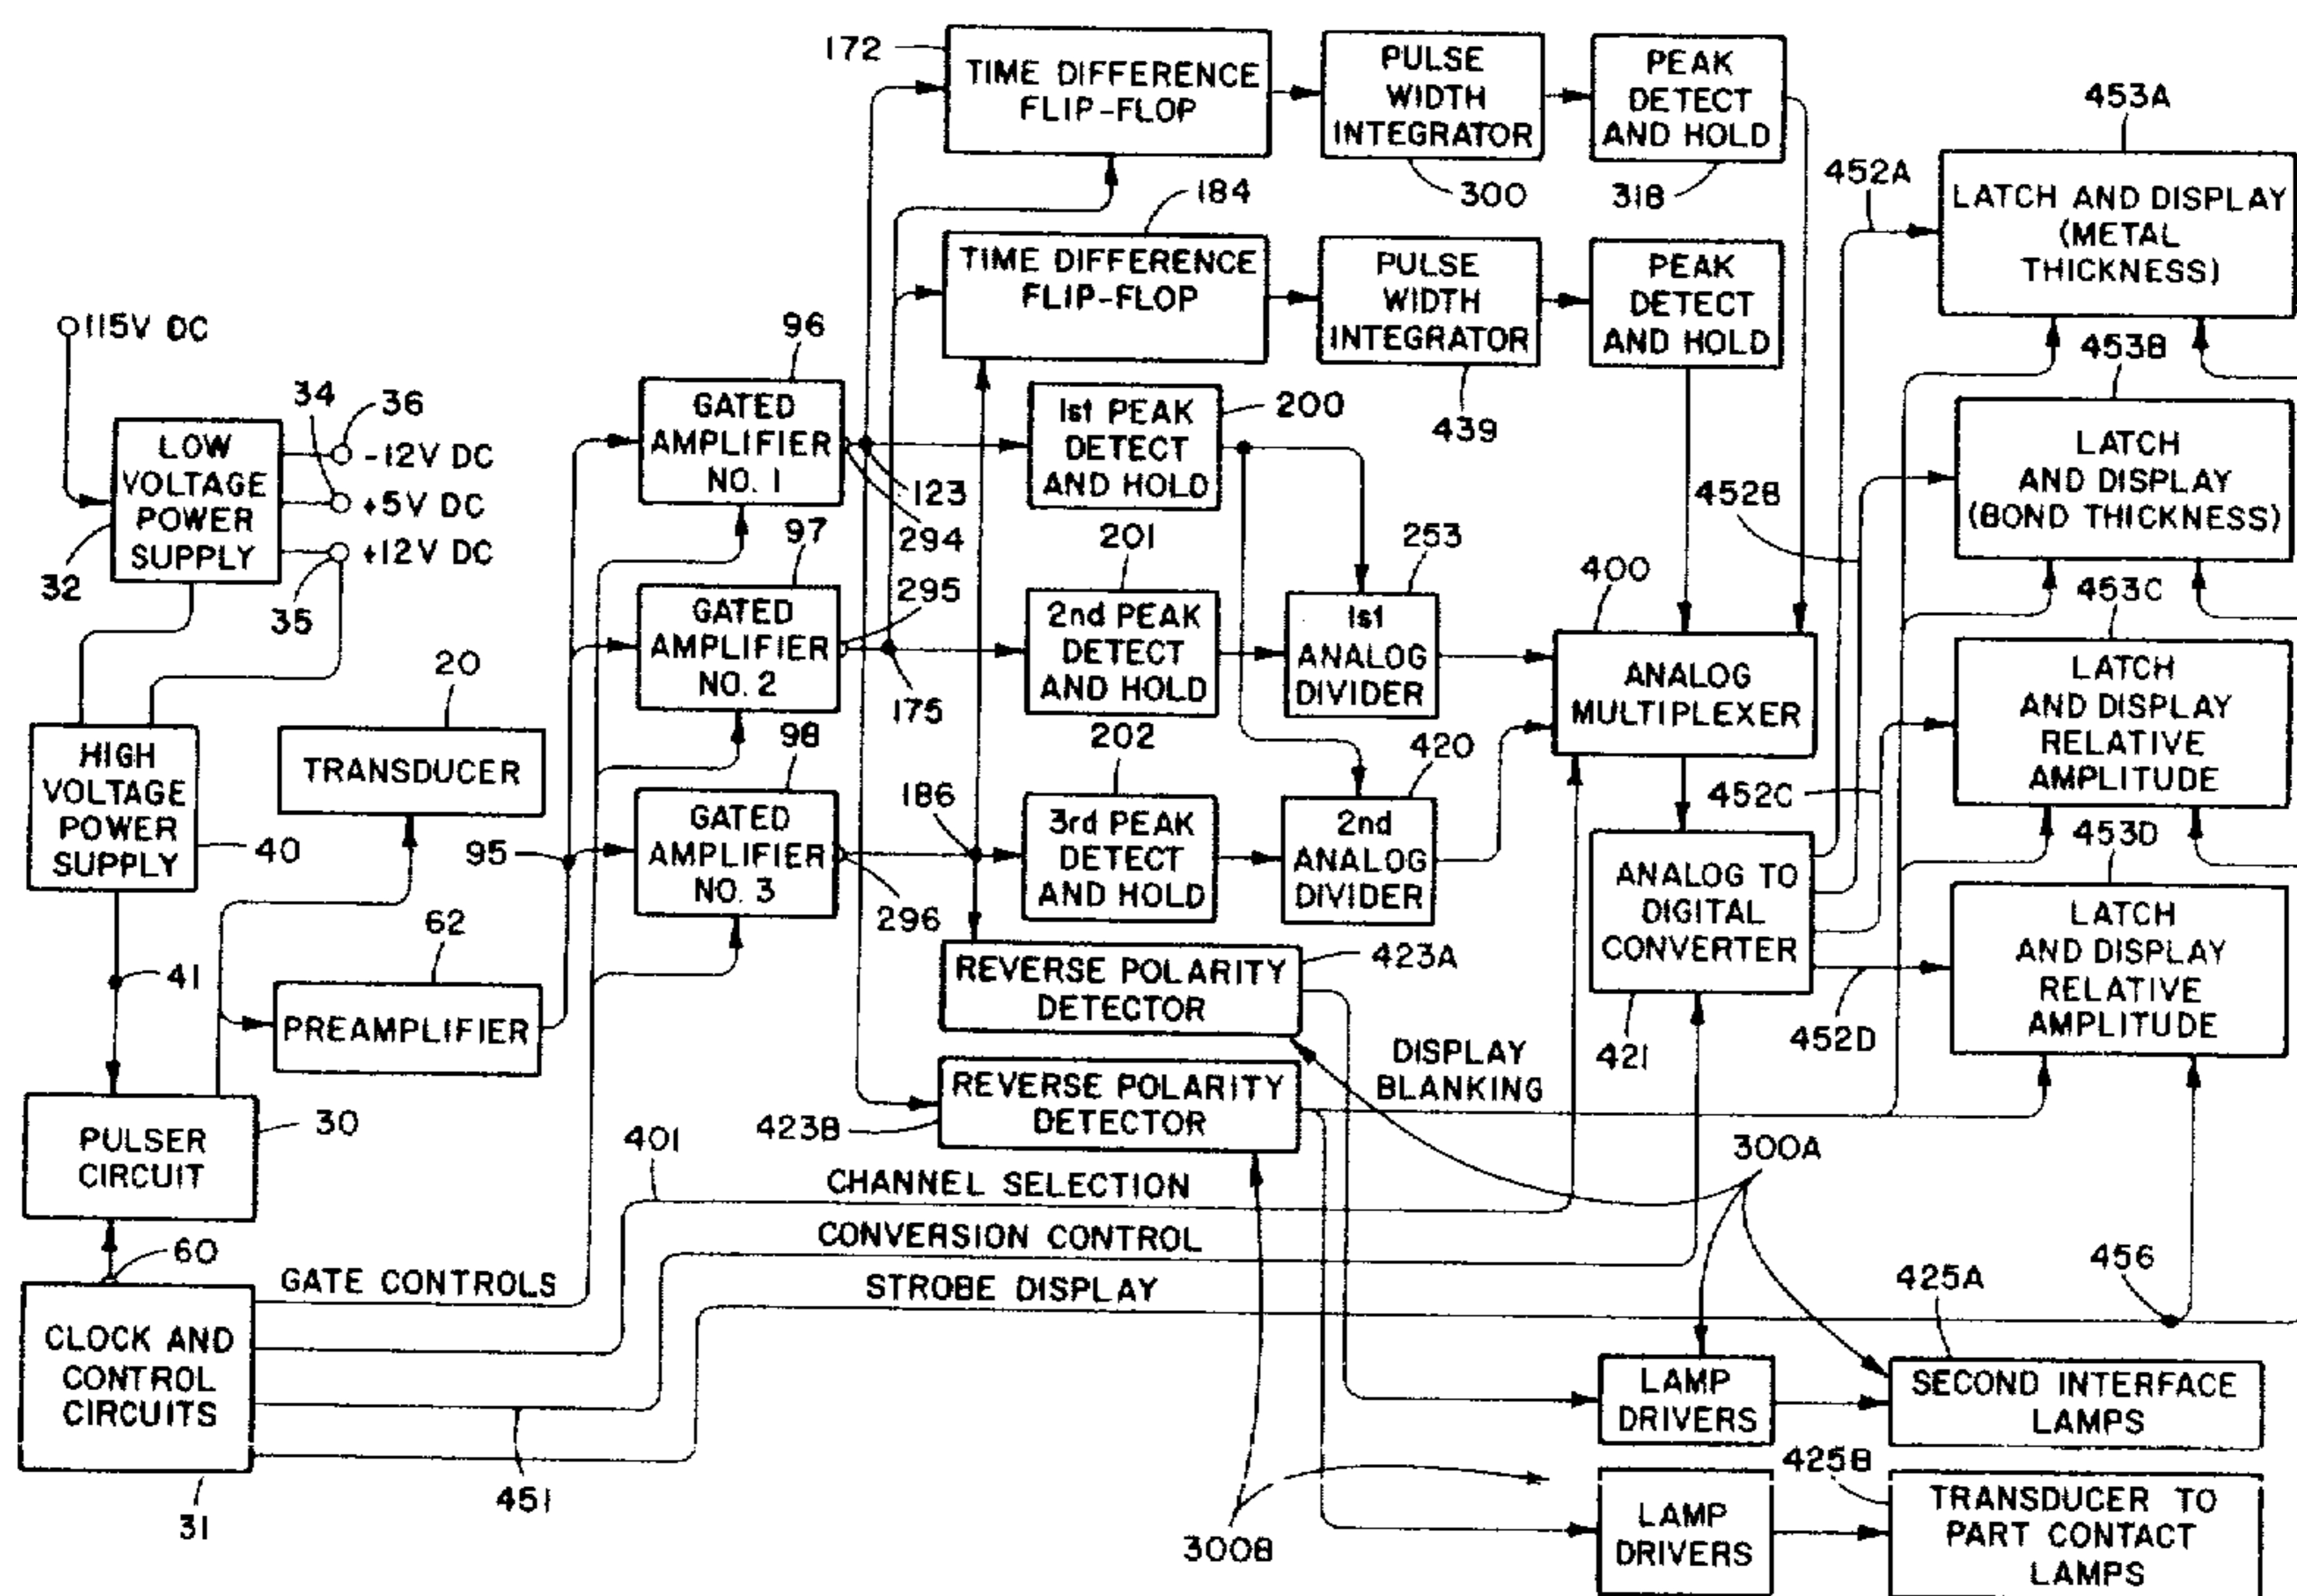 172
TIME DIFFERENCE
FLIP-FLOP
PULSE
WIDTH
INTEGRATOR
300
PEAK
DETECT
AND HOLD
318
184
TIME DIFFERENCE
FLIP-FLOP
PULSE
WIDTH
INTEGRATOR
439
PEAK
DETECT
AND HOLD
452A
453A
LATCH AND DISPLAY
(METAL
THICKNESS)
115V DC
34
36
LOW
VOLTAGE
POWER
SUPPLY
-12V DC
+5V DC
+12V DC
32
35
96
GATED
AMPLIFIER
NO. 1
123
294
1st PEAK
DETECT
AND HOLD
200
452B
453B
LATCH
AND DISPLAY
(BOND THICKNESS)
97
GATED
AMPLIFIER
NO. 2
295
175
201
2nd PEAK
DETECT
AND HOLD
253
1st
ANALOG
DIVIDER
400
ANALOG
MULTIPLEXER
453C
LATCH
AND DISPLAY
RELATIVE
AMPLITUDE
20
TRANSDUCER
HIGH
VOLTAGE
POWER
SUPPLY
40
95
98
GATED
AMPLIFIER
NO. 3
296
186
202
3rd PEAK
DETECT
AND HOLD
420
2nd
ANALOG
DIVIDER
452C
ANALOG TO
DIGITAL
CONVERTER
421
452D
453D
LATCH
AND DISPLAY
RELATIVE
AMPLITUDE
41
62
PREAMPLIFIER
REVERSE POLARITY
DETECTOR
423A
DISPLAY
BLANKING
REVERSE POLARITY
DETECTOR
423B
PULSER
CIRCUIT
30
401
CHANNEL SELECTION
300A
60
CONVERSION CONTROL
GATE CONTROLS
STROBE DISPLAY
456
425A
CLOCK AND
CONTROL
CIRCUITS
31
451
LAMP
DRIVERS
SECOND INTERFACE
LAMPS
300B
425B
LAMP
DRIVERS
TRANSDUCER TO
PART CONTACT
LAMPS